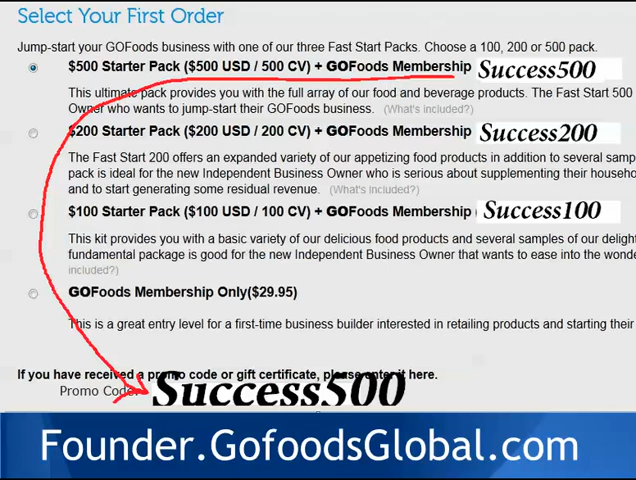 Select Your First Order
Jump-start your GOFoods business with one of our three Fast Start Packs. Choose a 100, 200 or 500 pack.
$500 Starter Pack ($500 USD / 500 CV) + GOFoods Membership Success500
This ultimate pack provides you with the full array of our food and beverage products. The Fast Start 500
Owner who wants to jump-start their GOFoods business. (What's included?)
$200 Starter Pack ($200 USD / 200 CV) + GOFoods Membership Success200
The Fast Start 200 offers an expanded variety of our appetizing food products in addition to several samp
pack is ideal for the new Independent Business Owner who is serious about supplementing their househo
and to start generating some residual revenue. (What's included?)
$100 Starter Pack ($100 USD / 100 CV) + GOFoods Membership ( Success100
This kit provides you with a basic variety of our delicious food products and several samples of our deligh
fundamental package is good for the new Independent Business Owner that wants to ease into the wond
included?)
GOFoods Membership Only($29.95)
This is a great entry level for a first-time business builder interested in retailing products and starting their
If you have received a promo code or gift certificate, please enter it here.
Promo Code: Success500
Founder.GofoodsGlobal.com